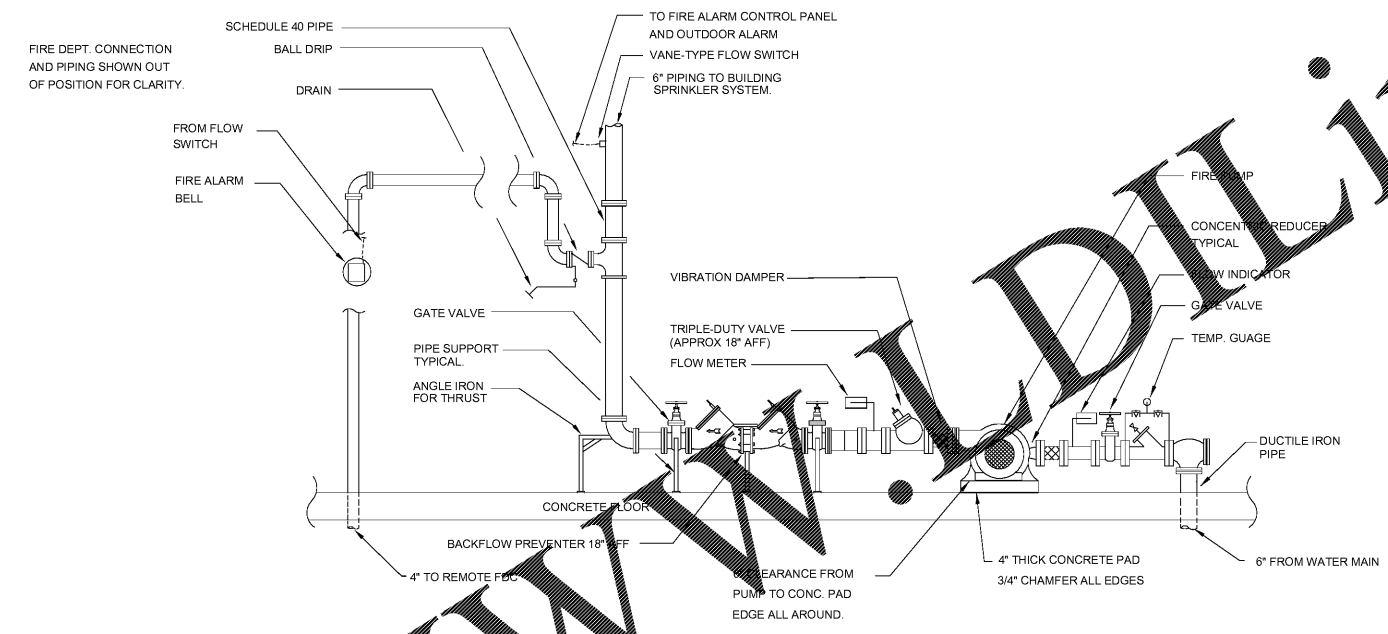 SCHEDULE 40 PIPE
BALL DRIP
DRAIN
FIRE DEPT. CONNECTION
AND PIPING SHOWN OUT
OF POSITION FOR CLARITY.
FROM FLOW
SWITCH
FIRE ALARM
BELL
TO FIRE ALARM CONTROL PANEL
AND OUTDOOR ALARM
VANE-TYPE FLOW SWITCH
6" PIPING TO BUILDING
SPRINKLER SYSTEM.
FIRE PUMP
CONCENTRIC REDUCER
TYPICAL
FLOW INDICATOR
GATE VALVE
TEMP. GUAGE
VIBRATION DAMPER
TRIPLE-DUTY VALVE
(APPROX 18" AFF)
FLOW METER
GATE VALVE
PIPE SUPPORT
TYPICAL.
ANGLE IRON
FOR THRUST
DUCTILE IRON
PIPE
CONCRETE FLOOR
BACKFLOW PREVENTER 18" AFF
4" TO REMOTE FDC
CLEARANCE FROM
PUMP TO CONC. PAD
EDGE ALL AROUND.
4" THICK CONCRETE PAD
3/4" CHAMFER ALL EDGES
6" FROM WATER MAIN